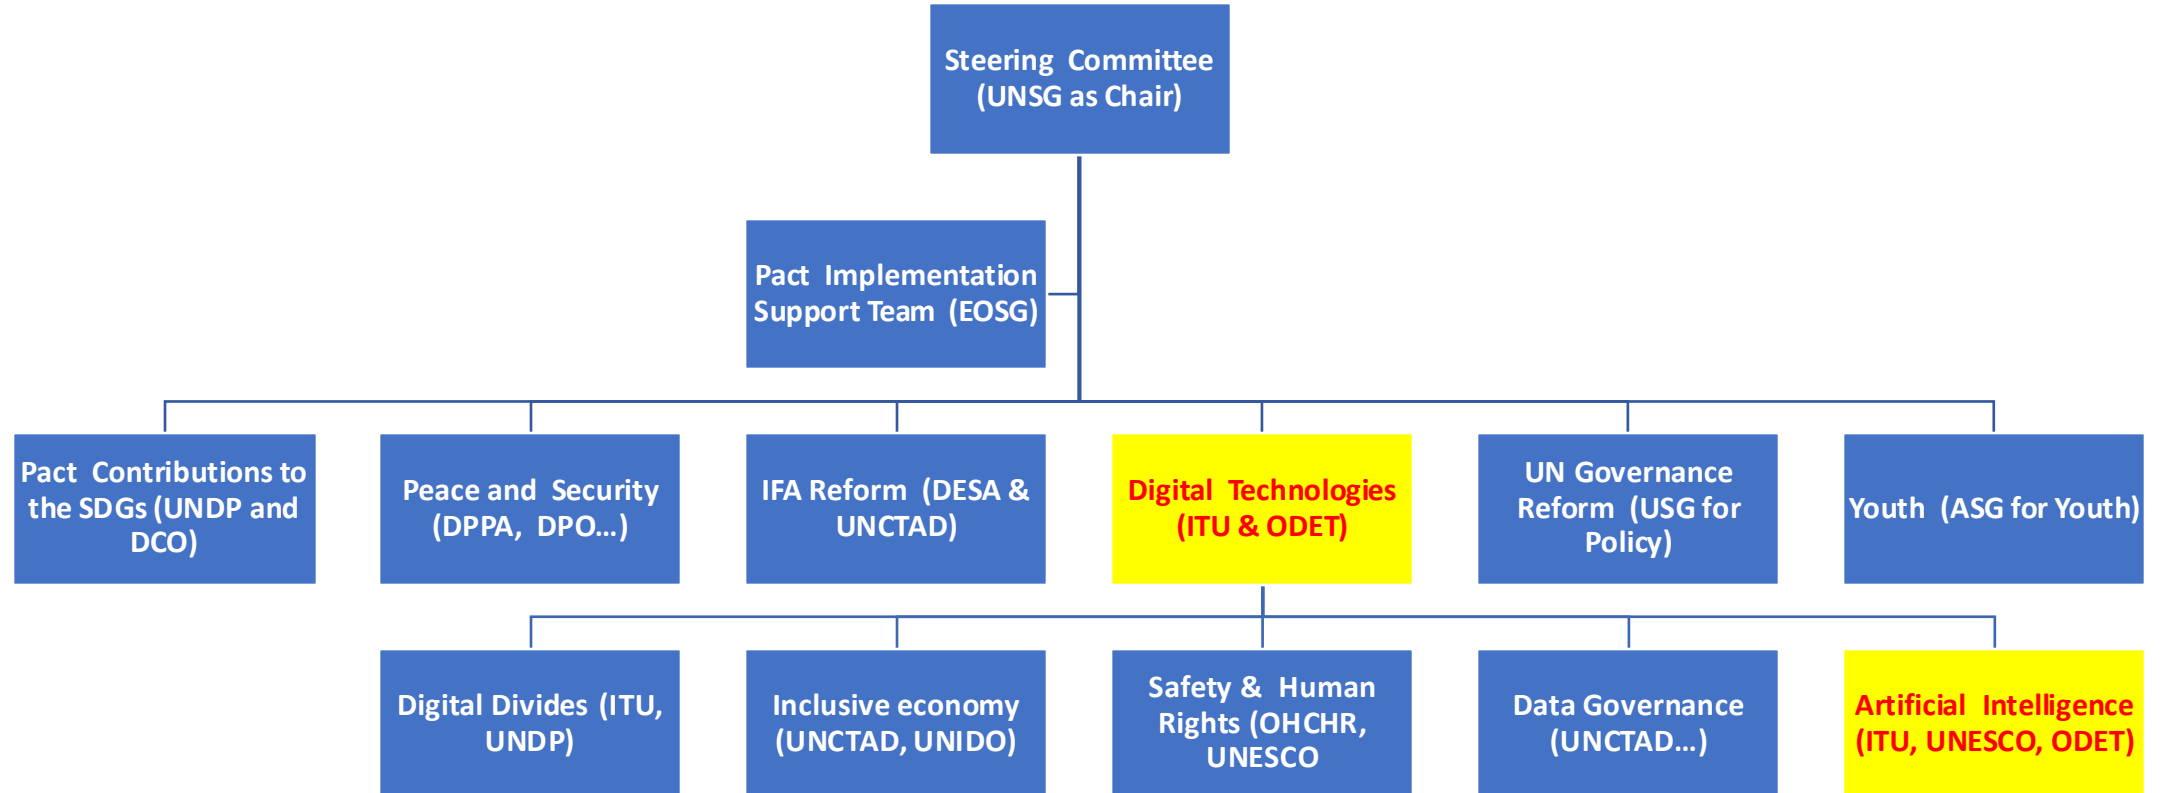 Steering Committee
(UNSG as Chair)
Pact Implementation
Support Team (EOSG)
Pact Contributions to
the SDGs (UNDP and
DCO)
Peace and Security
(DPPA, DPO...)
IFA Reform (DESA &
UNCTAD)
Digital Technologies
(ITU & ODET)
UN Governance
Reform (USG for
Policy)
Youth (ASG for Youth)
Digital Divides (ITU,
UNDP)
Inclusive economy
(UNCTAD, UNIDO)
Safety & Human
Rights (OHCHR,
UNESCO
Data Governance
(UNCTAD...)
Artificial Intelligence
(ITU, UNESCO, ODET)